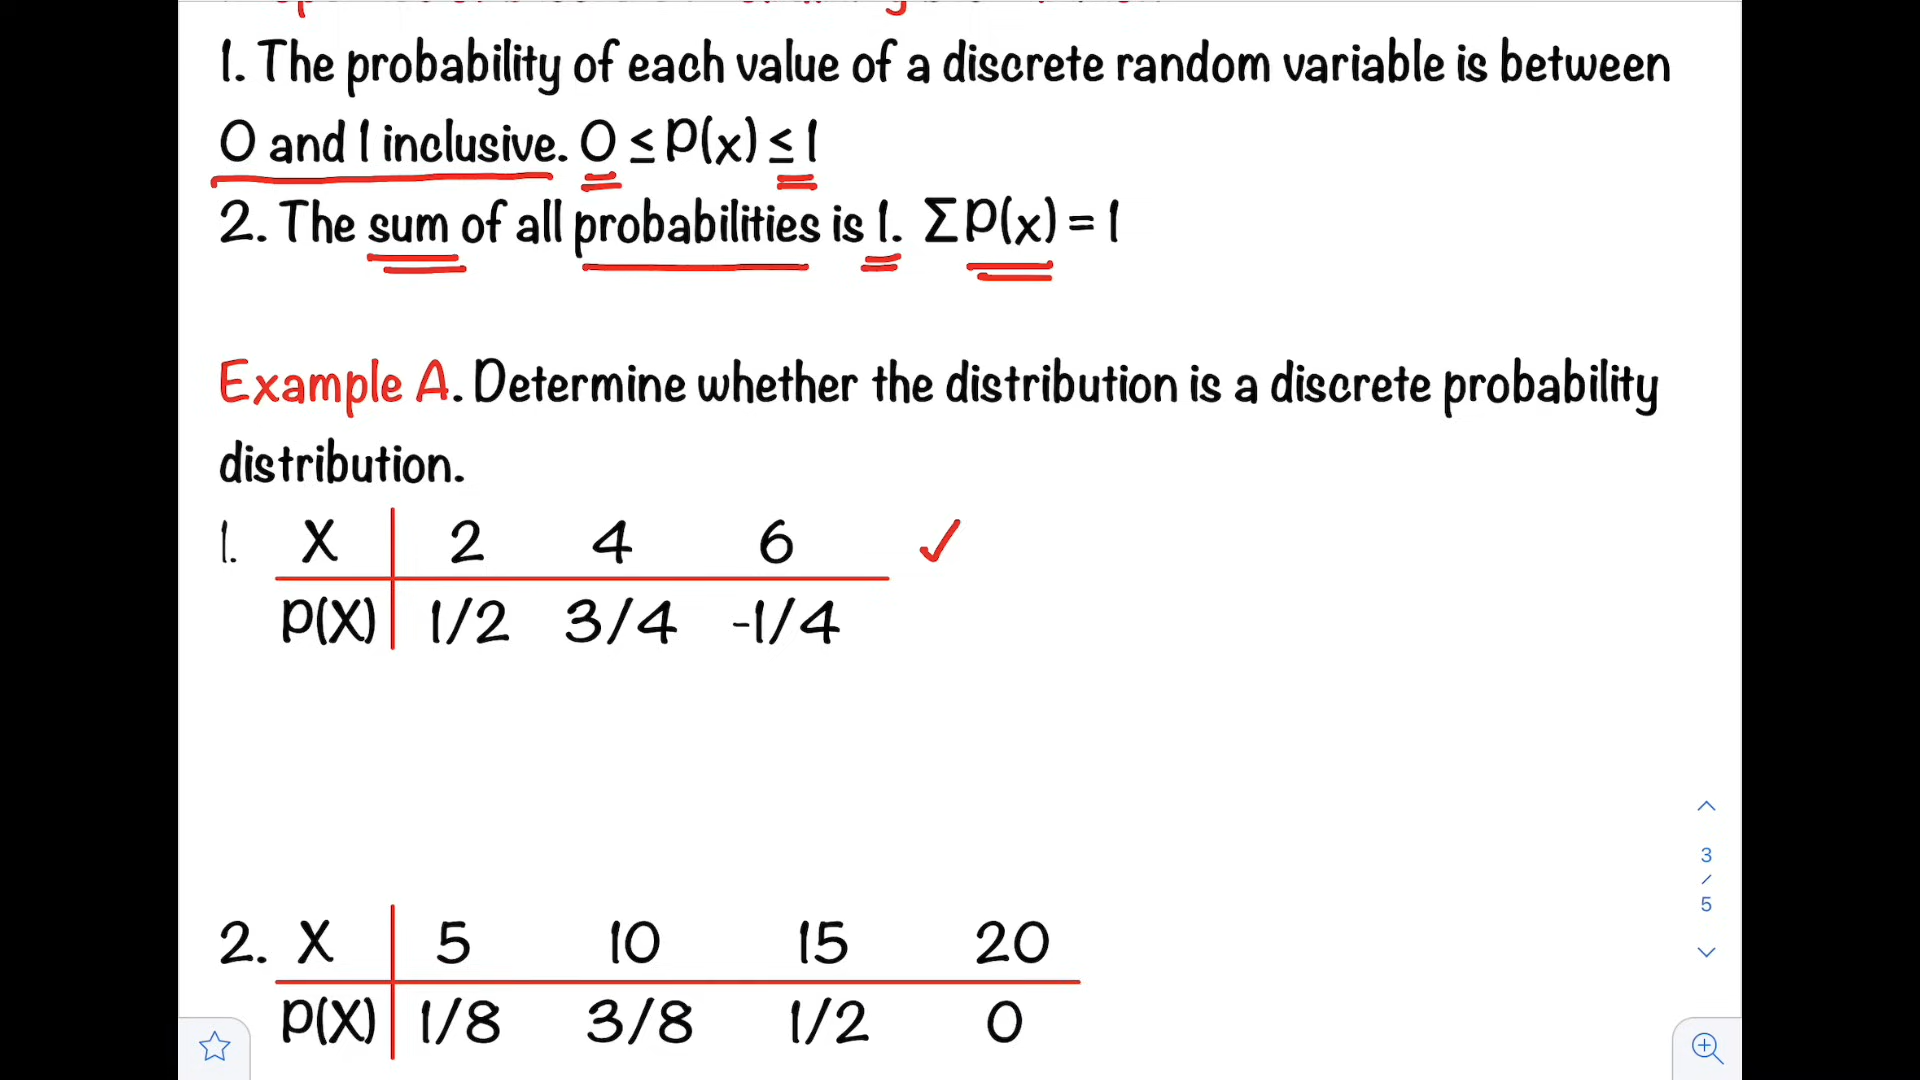 1. The probability of each value of a discrete random variable is between
0 and 1 inclusive. 0 ≤ P(x) ≤ 1
2. The sum of all probabilities is 1. ΣP(x) = 1
Example A. Determine whether the distribution is a discrete probability
distribution.
1. X 2 4 6 ✓
P(X) 1/2 3/4 -1/4
3
/
5
2. X 5 10 15 20
P(X) 1/8 3/8 1/2 0